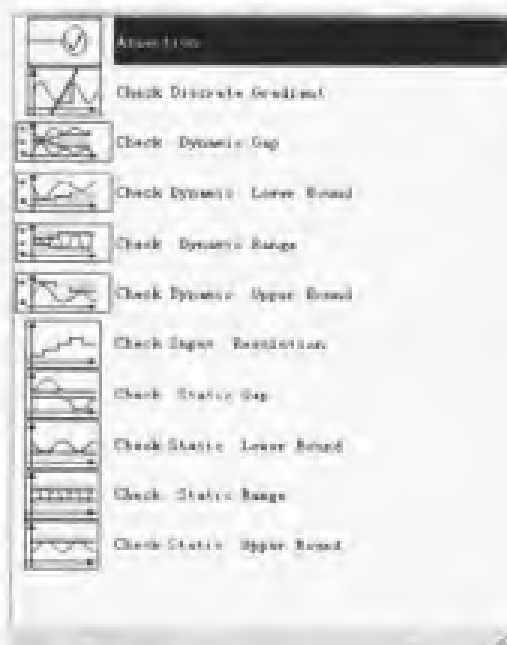 Assertion
Check Discrete Gradient
Check Dynamic Gap
Check Dynamic Lower Bound
Check Dynamic Range
Check Dynamic Upper Bound
Check Input Resolution
Check Static Gap
Check Static Lower Bound
Check Static Range
Check Static Upper Bound